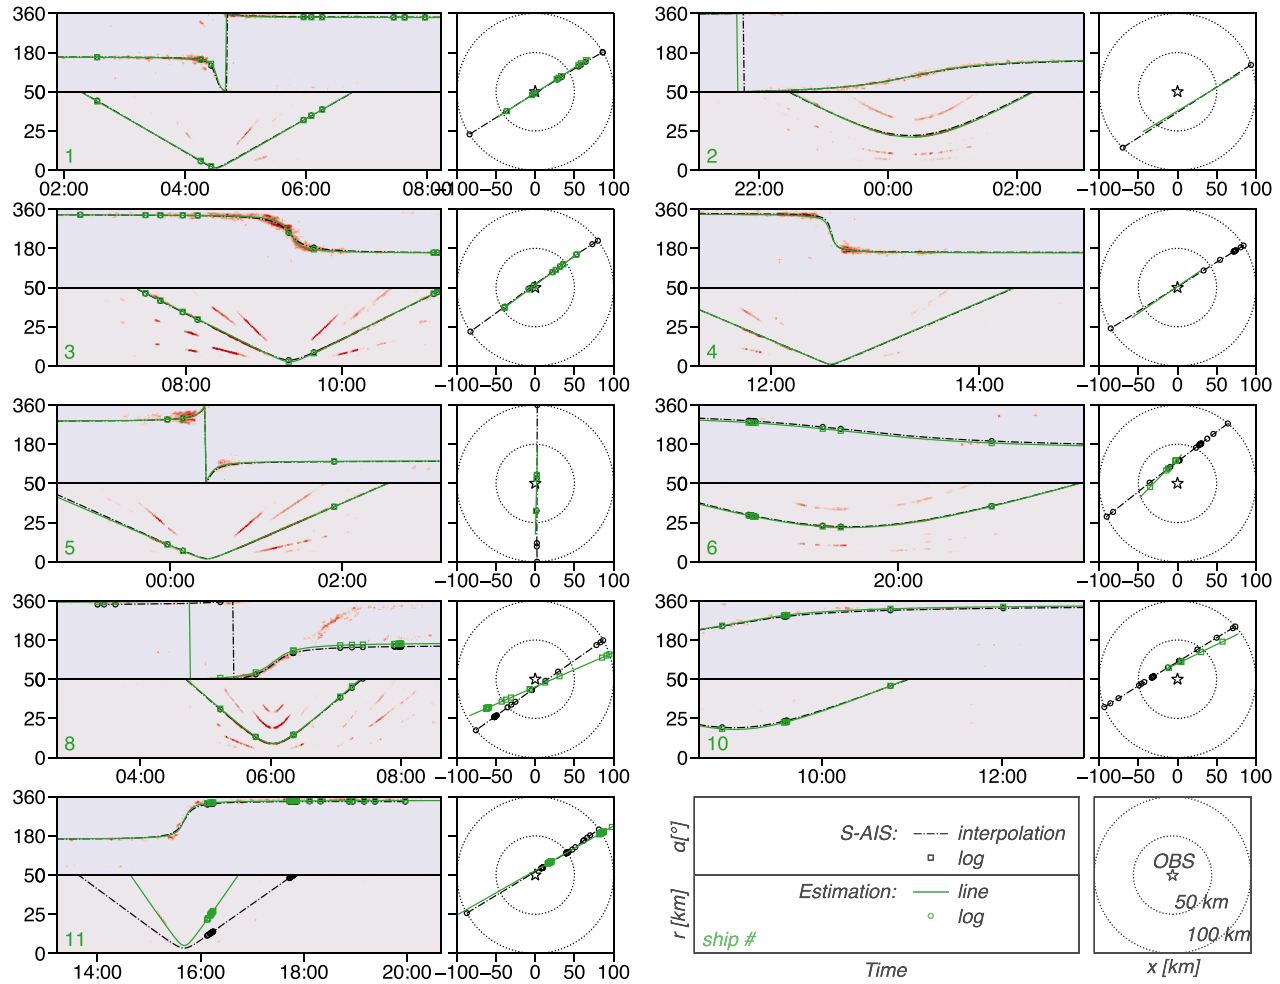 360
180
50
25
0
1
02:00 04:00 06:00 08:00
−100 −50 0 50 100
360
180
50
25
0
2
22:00 00:00 02:00
−100 −50 0 50 100
360
180
50
25
0
3
08:00 10:00
−100 −50 0 50 100
360
180
50
25
0
4
12:00 14:00
−100 −50 0 50 100
360
180
50
25
0
5
00:00 02:00
−100 −50 0 50 100
360
180
50
25
0
6
20:00
−100 −50 0 50 100
360
180
50
25
0
8
04:00 06:00 08:00
−100 −50 0 50 100
360
180
50
25
0
10
10:00 12:00
−100 −50 0 50 100
360
180
50
25
0
11
14:00 16:00 18:00 20:00
−100 −50 0 50 100
α[°]
r [km]
S-AIS: interpolation
log
Estimation: line
log
ship #
Time
OBS
50 km
100 km
x [km]